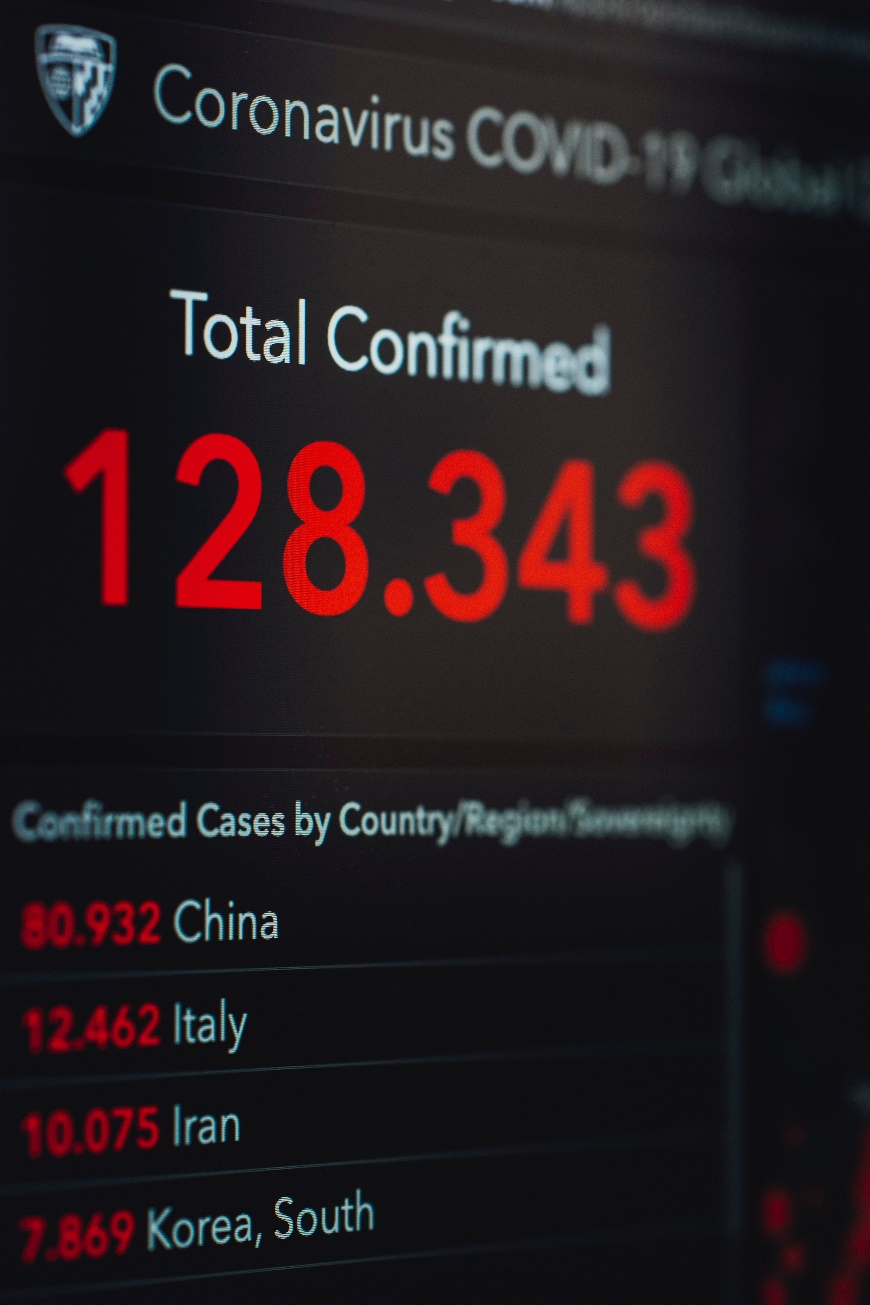 Coronavirus COVID-19 Global
Total Confirmed
128.343
Confirmed Cases by Country/Region/Sovereignty
80.932 China
12.462 Italy
10.075 Iran
7.869 Korea, South